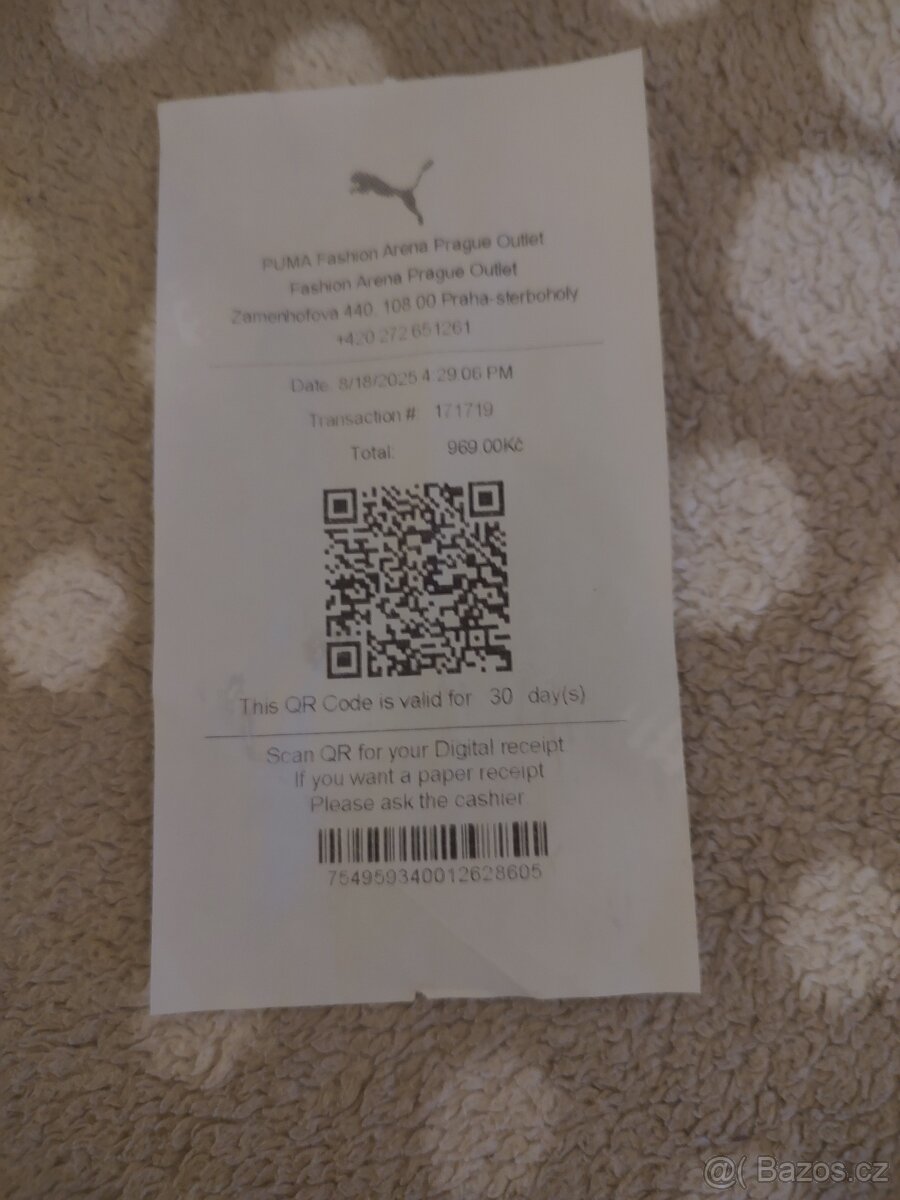 PUMA Fashion Arena Prague Outlet
Fashion Arena Prague Outlet
Zamenhofova 440, 108 00 Praha-sterboholy
+420 272 651261
Date: 8/18/2025 4:29:06 PM
Transaction #: 171719
Total: 969.00Kč
This QR Code is valid for 30 day(s)
Scan QR for your Digital receipt
If you want a paper receipt
Please ask the cashier
754959340012628605
@( Bazos.cz